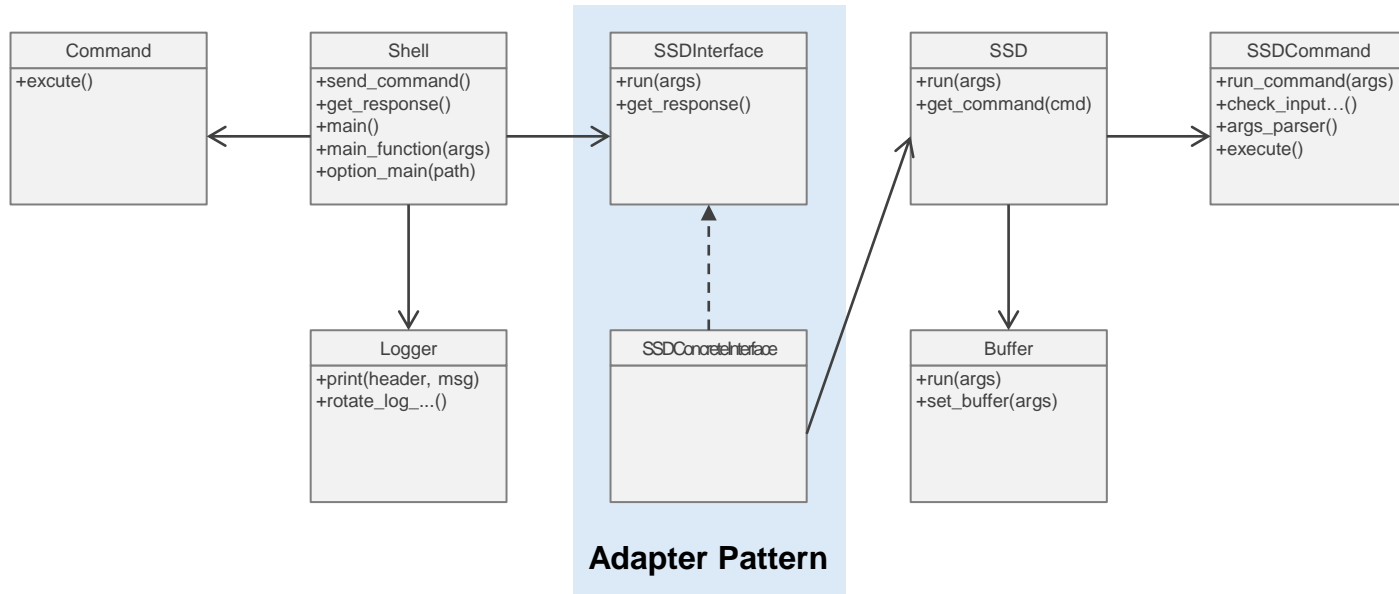 Command
+excute()
Shell
+send_command()
+get_response()
+main()
+main_function(args)
+option_main(path)
SSDInterface
+run(args)
+get_response()
SSD
+run(args)
+get_command(cmd)
SSDCommand
+run_command(args)
+check_input…()
+args_parser()
+execute()
Logger
+print(header, msg)
+rotate_log_...()
SSDConcreteInterface
Buffer
+run(args)
+set_buffer(args)
Adapter Pattern